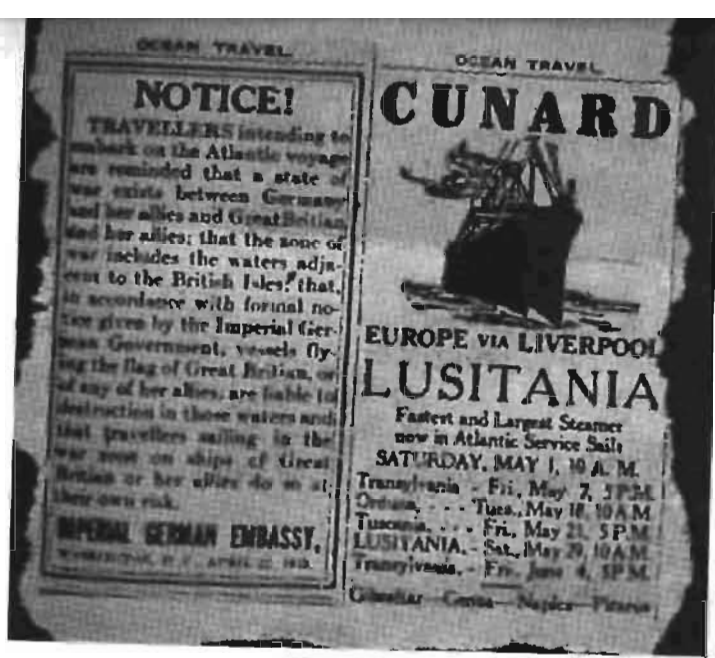 OCEAN TRAVEL
NOTICE!
TRAVELLERS intending to
embark on the Atlantic voyage
are reminded that a state of
war exists between Germany
and her allies and Great Britian
and her allies; that the zone of
war includes the waters adja-
cent to the British Isles; that,
in accordance with formal no-
tice given by the Imperial Ger-
man Government, vessels fly-
ing the flag of Great Britian, or
of any of her allies, are liable to
destruction in those waters and
that travellers sailing in the
war zone on ships of Great
Britian or her allies do so at
their own risk.
IMPERIAL GERMAN EMBASSY,
WASHINGTON, D. C., APRIL 22, 1915.
OCEAN TRAVEL
CUNARD
EUROPE VIA LIVERPOOL
LUSITANIA
Fastest and Largest Steamer
now in Atlantic Service Sails
SATURDAY, MAY 1, 10 A. M.
Transylvania - Fri., May 7, 5 P.M.
Orduna, - - - Tues., May 18, 10 A.M
Tuscania, - - - Fri., May 21, 5 P.M.
LUSITANIA, - Sat., May 29, 10 A.M.
Transylvania, - Fri., June 4, 5 P.M.
Gibraltar—Genoa—Naples—Piraeus